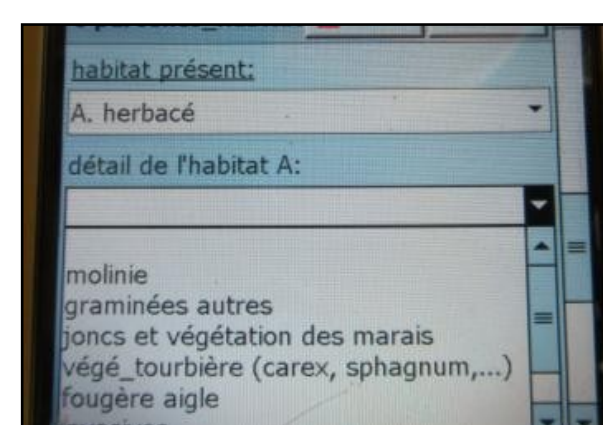 habitat présent:
A. herbacé
détail de l'habitat A:
molinie
graminées autres
joncs et végétation des marais
végé_tourbière (carex, sphagnum,...)
fougère aigle